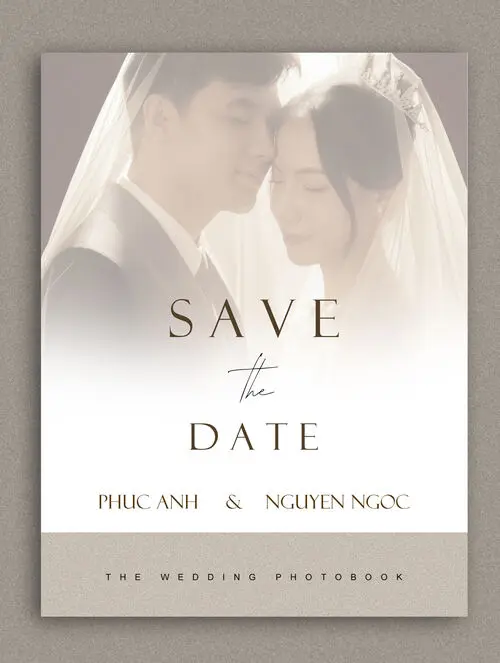 SAVE
the
DATE
PHUC ANH & NGUYEN NGOC
THE WEDDING PHOTOBOOK